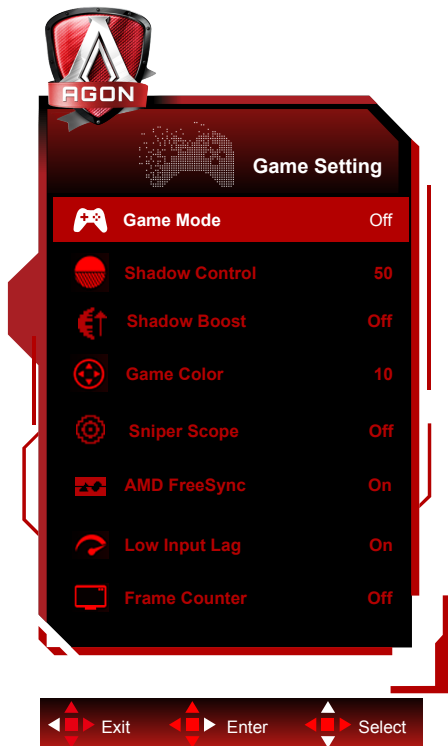 AGON
Game Setting
Game Mode Off
Shadow Control 50
Shadow Boost Off
Game Color 10
Sniper Scope Off
AMD FreeSync On
Low Input Lag On
Frame Counter Off
Exit Enter Select